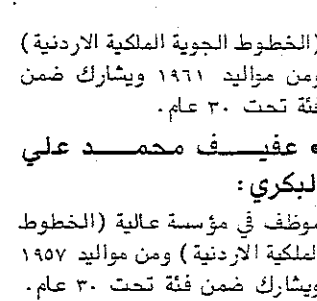 (الخطوط الجوية الملكية الاردنية)
ومن مواليد ١٩٦١ ويشارك ضمن
فئة تحت ٣٠ عام.
• عفيف محمد علي
البكري:
موظف في مؤسسة عالية (الخطوط
الملكية الاردنية) ومن مواليد ١٩٥٧
ويشارك ضمن فئة تحت ٣٠ عام.